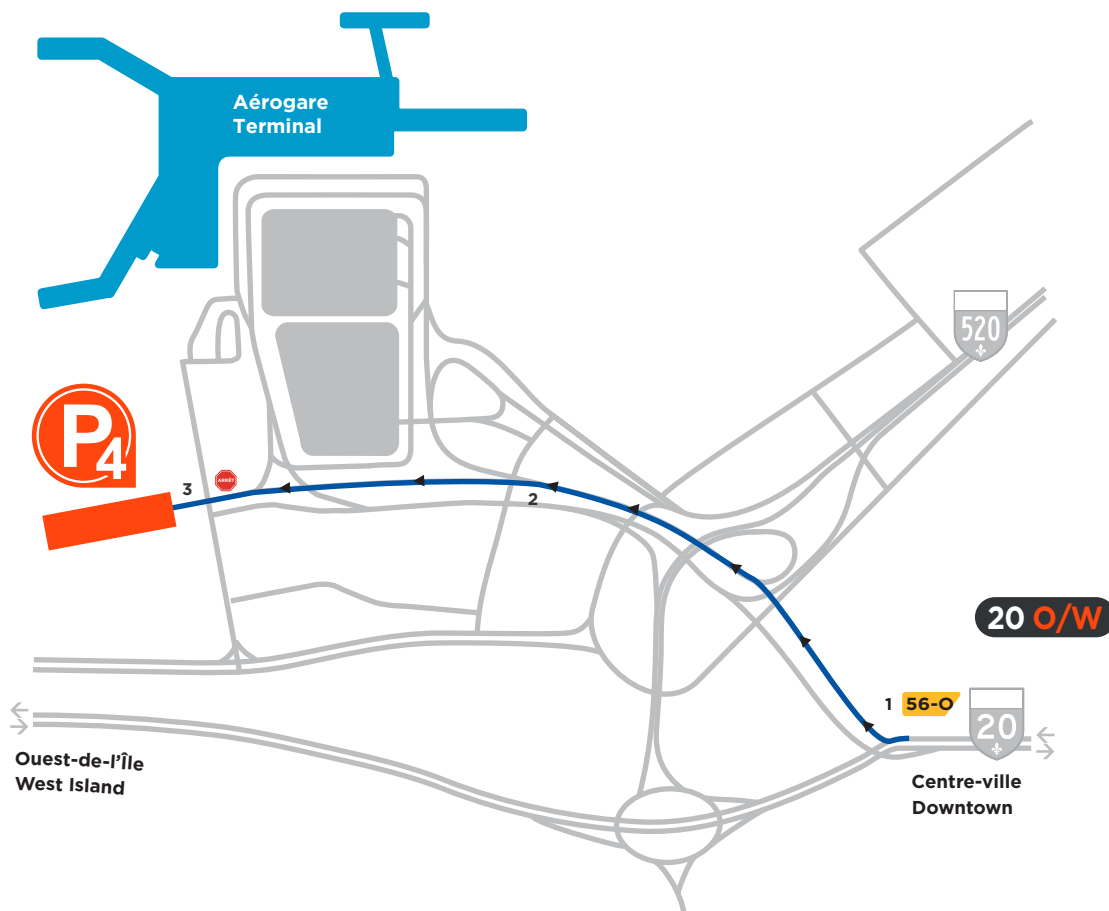 Aérogare
Terminal
520
P4
ARRÊT
3
2
20 O/W
1
56-O
20
Ouest-de-l'Île
West Island
Centre-ville
Downtown